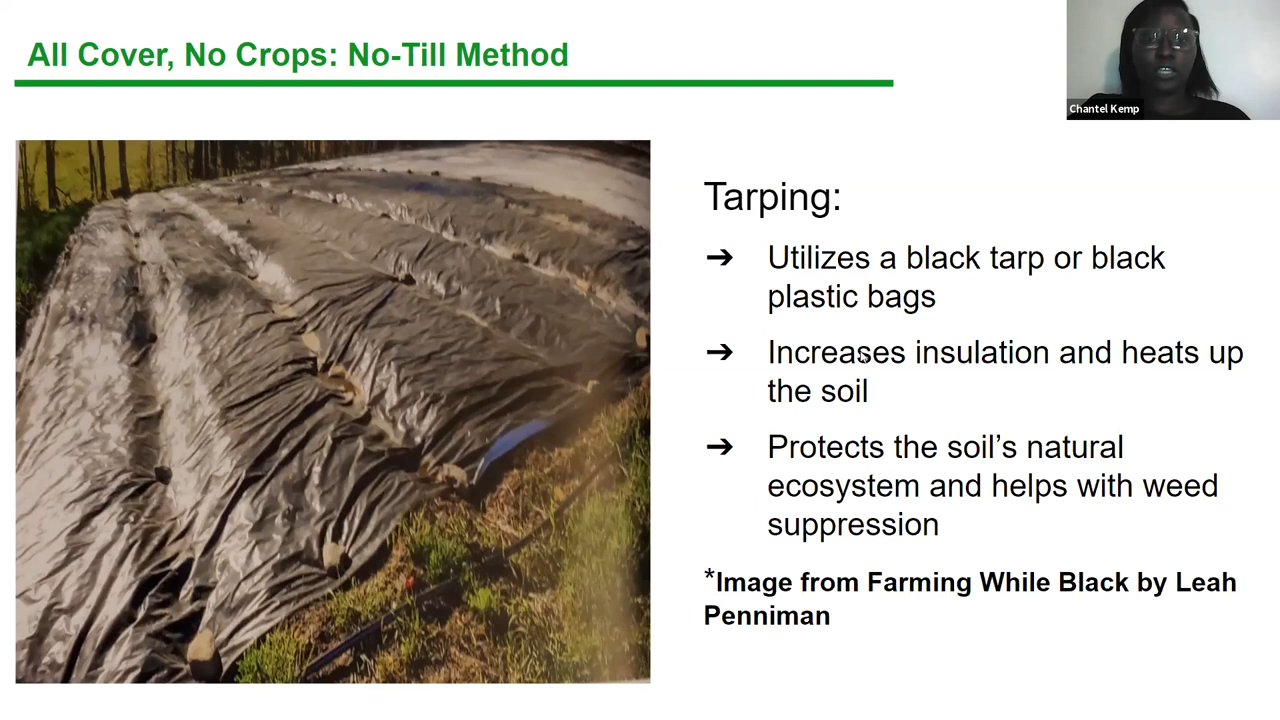 All Cover, No Crops: No-Till Method
Chantel Kemp
Tarping:
➔ Utilizes a black tarp or black
plastic bags
➔ Increases insulation and heats up
the soil
➔ Protects the soil’s natural
ecosystem and helps with weed
suppression
*Image from Farming While Black by Leah
Penniman